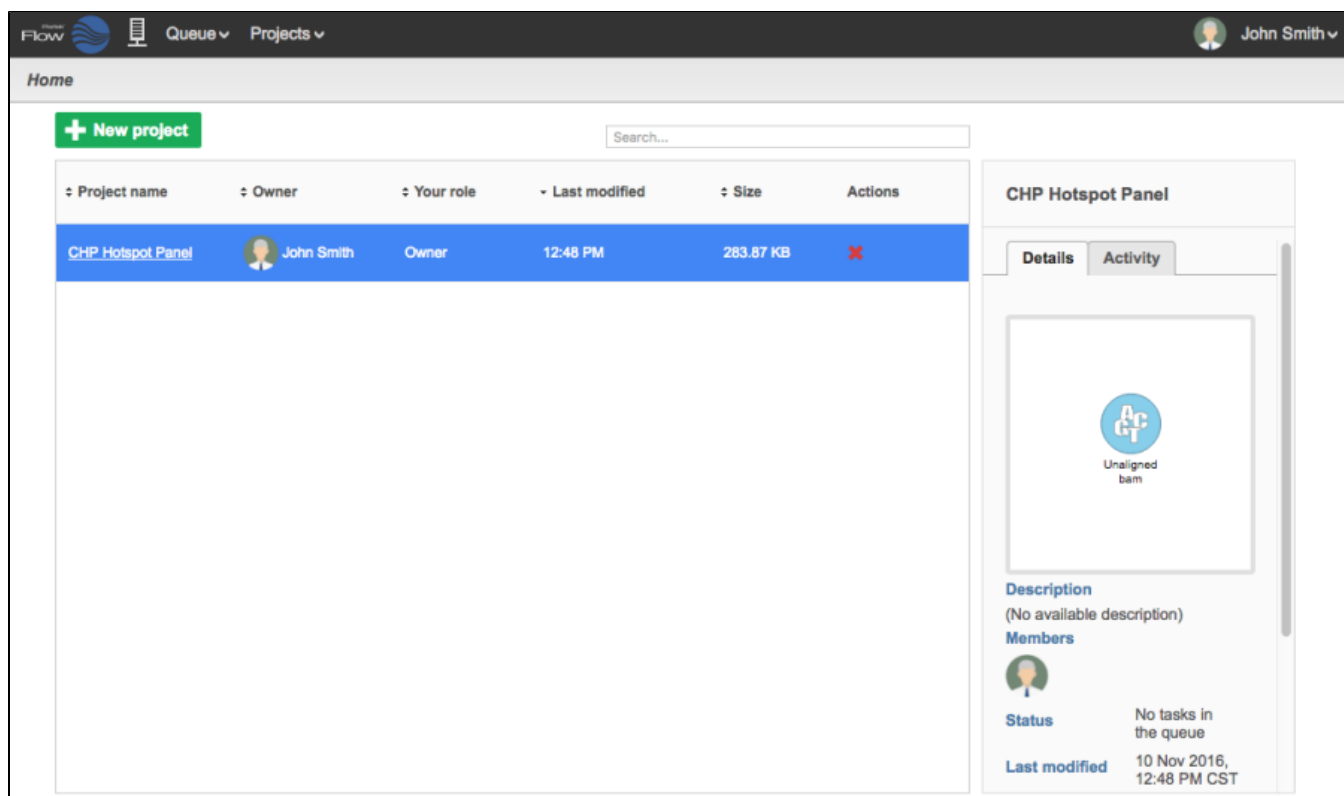 Flow
Queue Projects John Smith
Home
New project
Search...
Project name Owner Your role Last modified Size Actions
CHP Hotspot Panel John Smith Owner 12:48 PM 283.87 KB
CHP Hotspot Panel
Details Activity
ACGT
Unaligned
bam
Description
(No available description)
Members
Status No tasks in
the queue
Last modified 10 Nov 2016,
12:48 PM CST